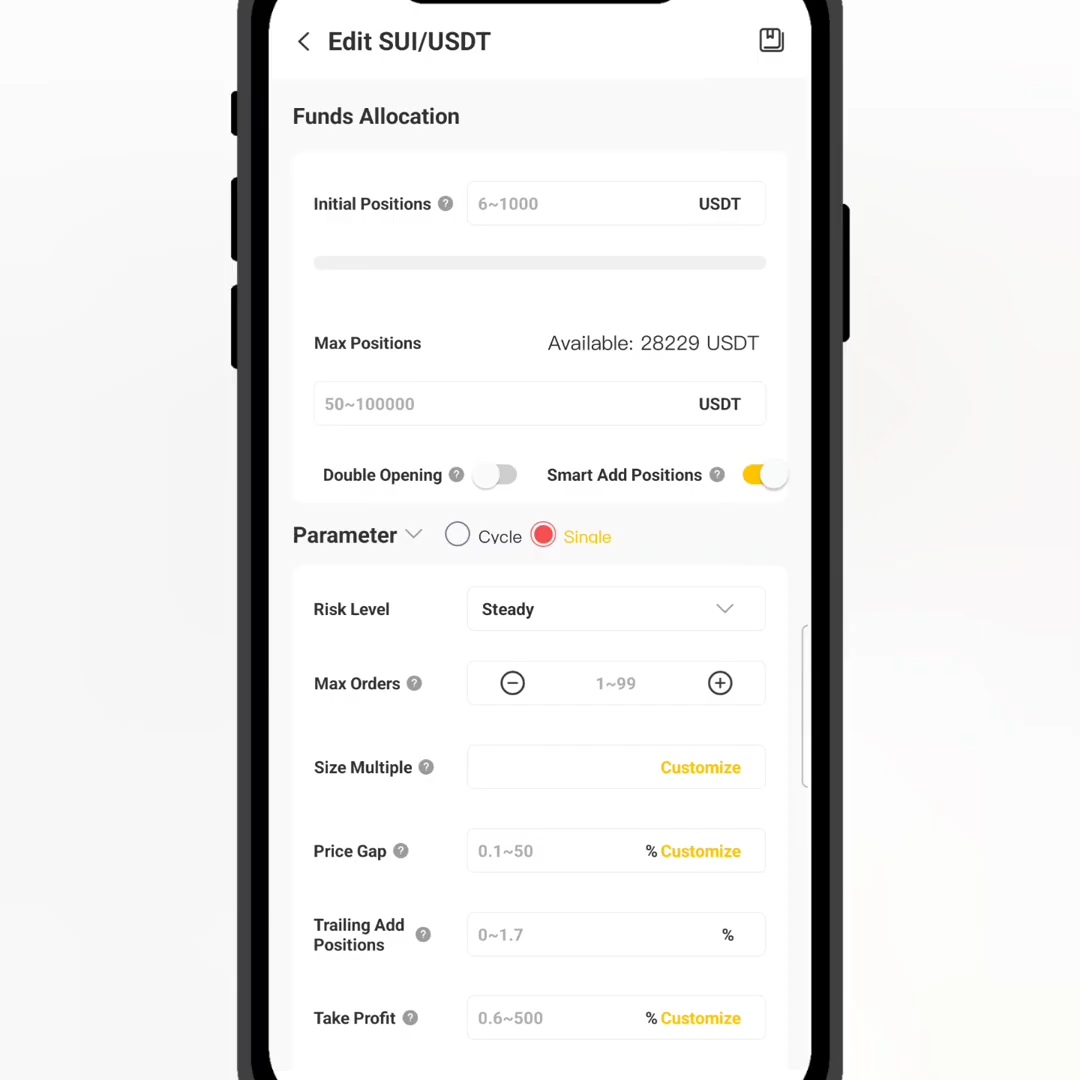 Edit SUI/USDT
Funds Allocation
Initial Positions ? 6~1000 USDT
Max Positions Available: 28229 USDT
50~100000 USDT
Double Opening ? Smart Add Positions ?
Parameter Cycle Single
Risk Level Steady
Max Orders ? 1~99
Size Multiple ? Customize
Price Gap ? 0.1~50 % Customize
Trailing Add
Positions ? 0~1.7 %
Take Profit ? 0.6~500 % Customize